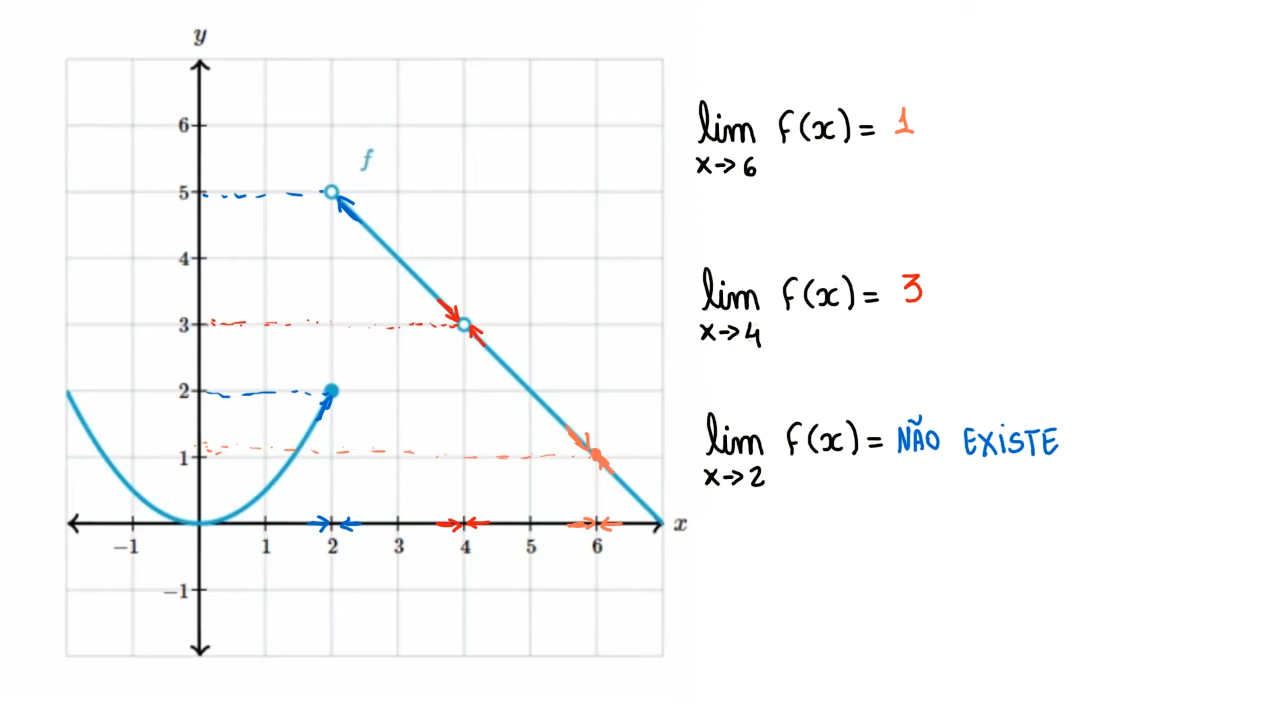 y
6
f
5
4
3
2
1
x
−1 1 2 3 4 5 6
−1
lim f(x) = 1
x→6
lim f(x) = 3
x→4
lim f(x) = NÃO EXISTE
x→2